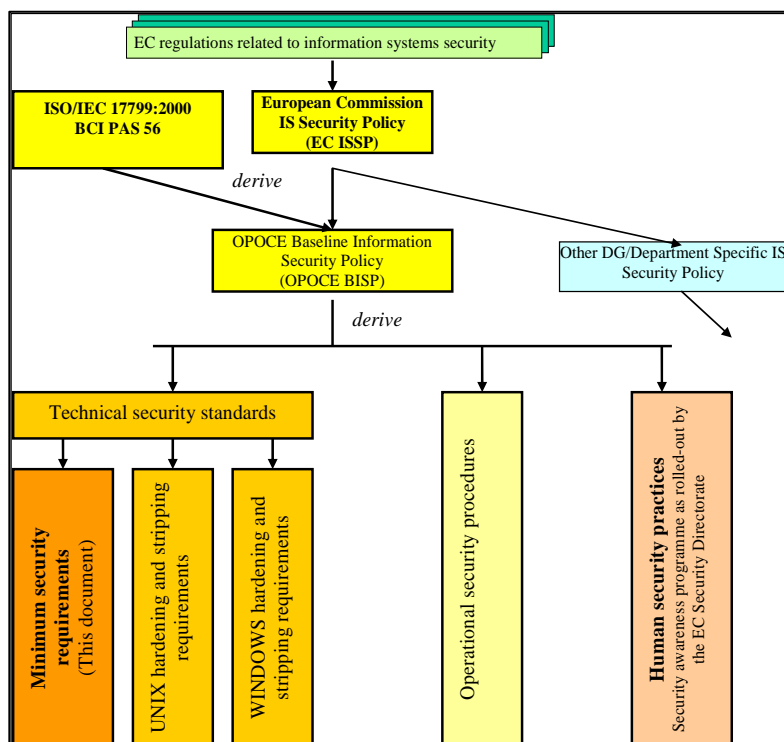 EC regulations related to information systems security
ISO/IEC 17799:2000
BCI PAS 56
European Commission
IS Security Policy
(EC ISSP)
derive
OPOCE Baseline Information
Security Policy
(OPOCE BISP)
Other DG/Department Specific IS
Security Policy
derive
Technical security standards
Minimum security
requirements
(This document)
UNIX hardening and stripping
requirements
WINDOWS hardening and
stripping requirements
Operational security procedures
Human security practices
Security awareness programme as rolled-out by
the EC Security Directorate